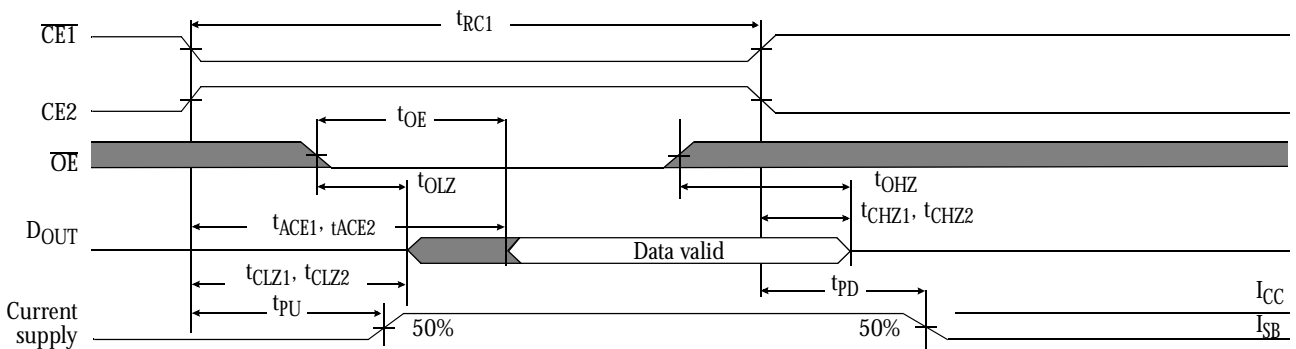 tRC1
CE1
CE2
tOE
OE
tOLZ
tOHZ
tACE1, tACE2
tCHZ1, tCHZ2
DOUT
Data valid
tCLZ1, tCLZ2
tPD
tPU
ICC
Current
supply
50%
50%
ISB